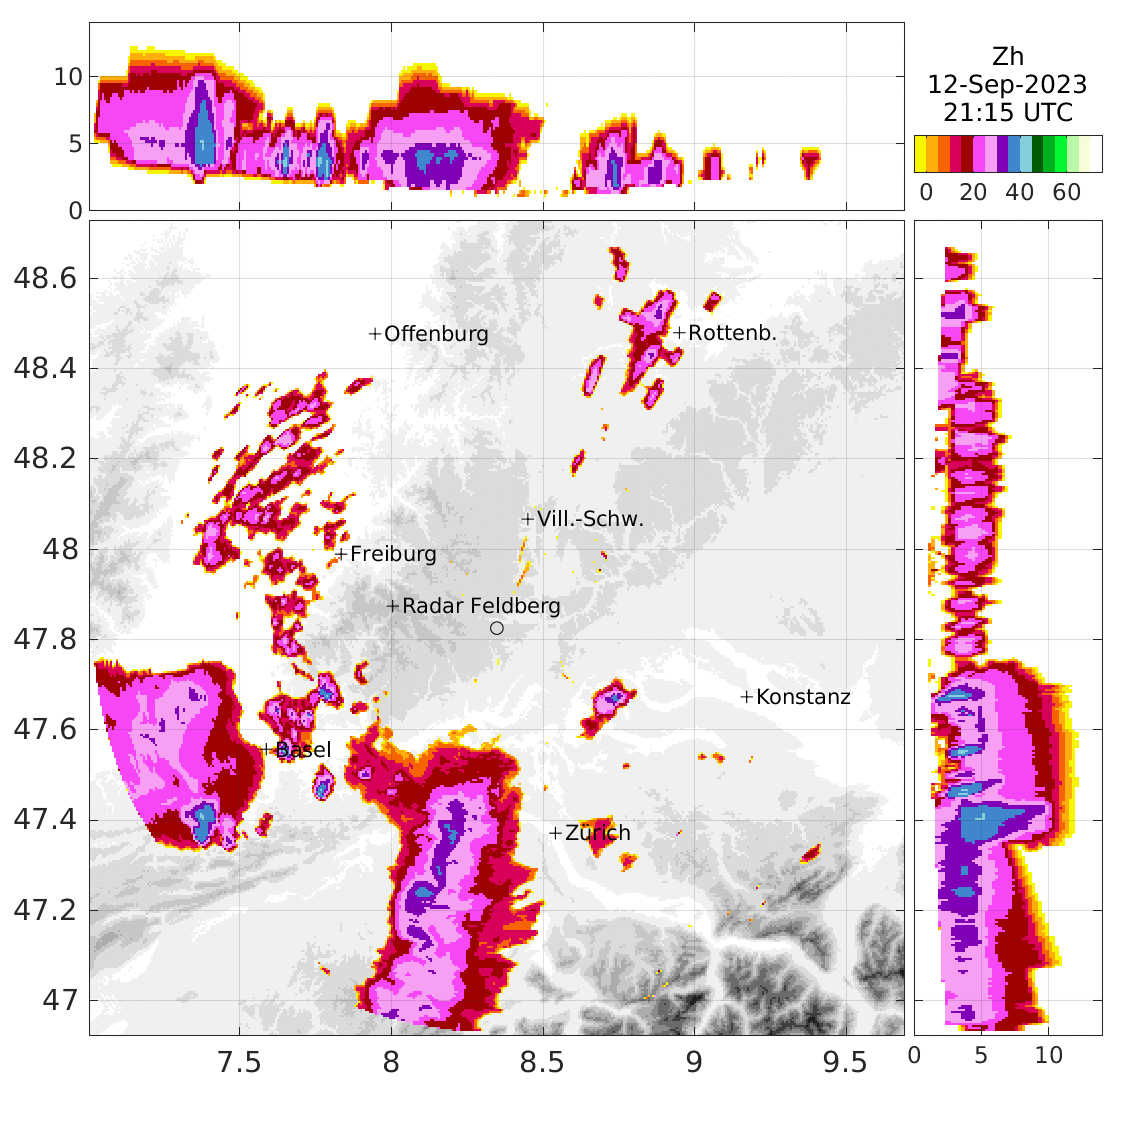 10
5
0
Zh
12-Sep-2023
21:15 UTC
0 20 40 60
48.6
48.4
48.2
48
47.8
47.6
47.4
47.2
47
+Offenburg
+Rottenb.
+Vill.-Schw.
+Freiburg
+Radar Feldberg
+Konstanz
+Basel
+Zürich
7.5 8 8.5 9 9.5
0 5 10